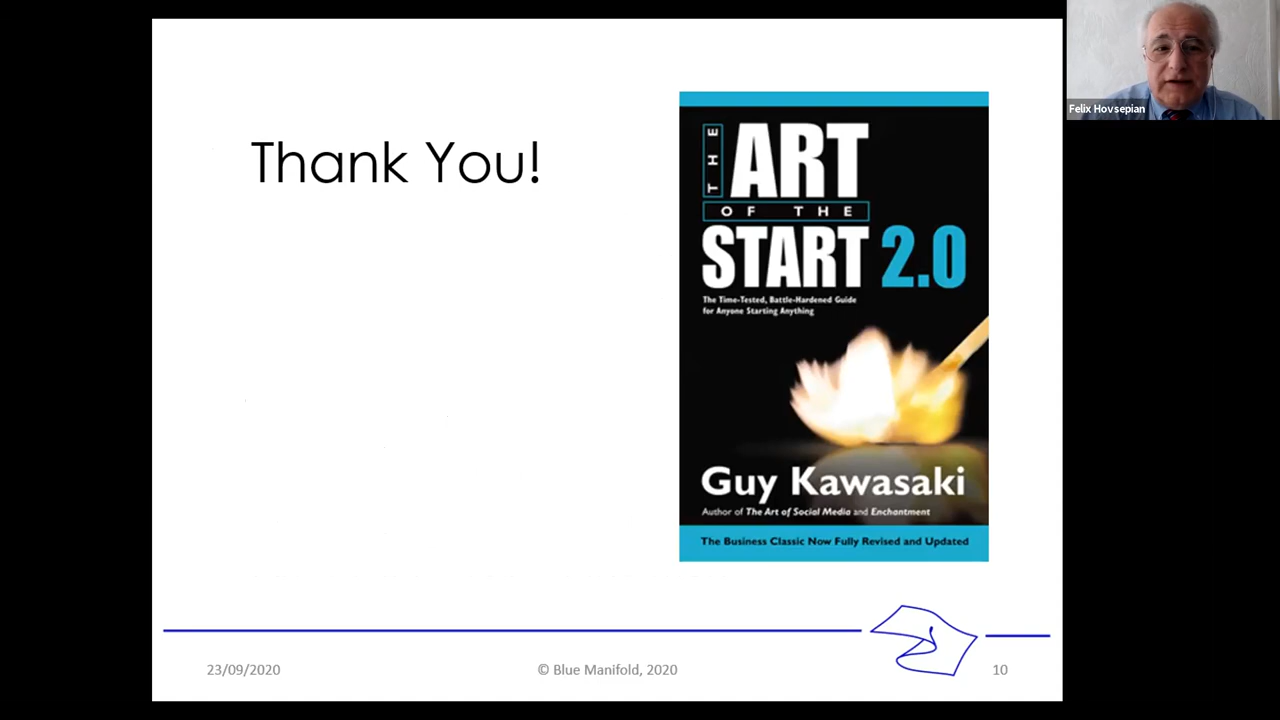 Felix Hovsepian
Thank You!
THE
ART
OF THE
START 2.0
The Time-Tested, Battle-Hardened Guide
for Anyone Starting Anything
Guy Kawasaki
Author of The Art of Social Media and Enchantment
The Business Classic Now Fully Revised and Updated
23/09/2020
© Blue Manifold, 2020
10